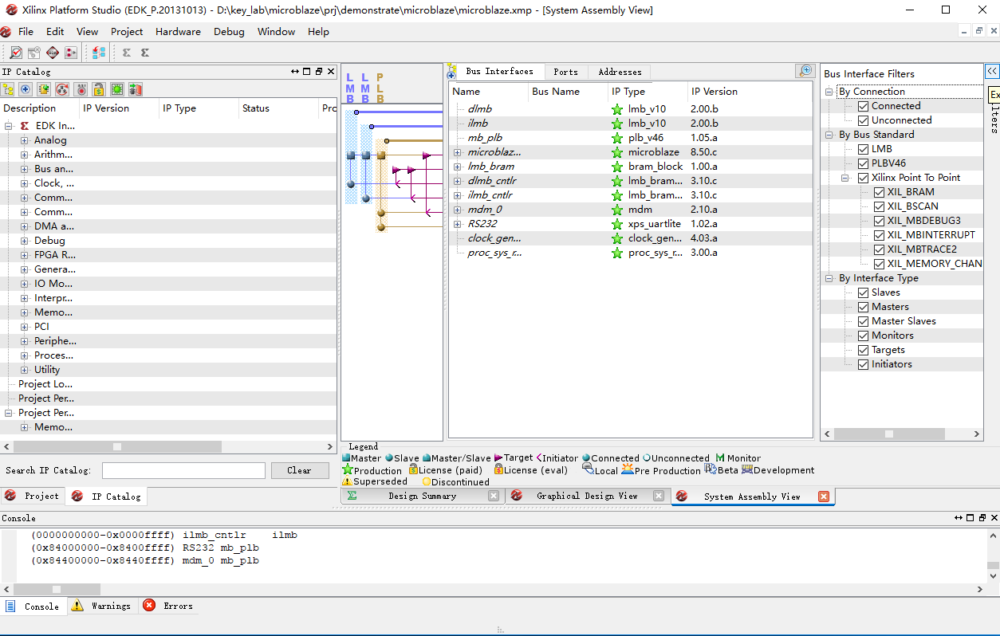 Xilinx Platform Studio (EDK_P.20131013) - D:\key_lab\microblaze\prj\demonstrate\microblaze\microblaze.xmp - [System Assembly View]
File Edit View Project Hardware Debug Window Help
IP Catalog
Description IP Version IP Type Status Prc
EDK In...
Analog
Arithm...
Bus an...
Clock, ...
Comm...
Comm...
DMA a...
Debug
FPGA R...
Genera...
IO Mo...
Interpr...
Memo...
PCI
Periphe...
Proces...
Utility
Project Lo...
Project Per...
Project Per...
Memo...
Search IP Catalog: Clear
Project IP Catalog
LMB LMB PLB
Bus Interfaces Ports Addresses
Name Bus Name IP Type IP Version
dlmb lmb_v10 2.00.b
ilmb lmb_v10 2.00.b
mb_plb plb_v46 1.05.a
microblaz... microblaze 8.50.c
lmb_bram bram_block 1.00.a
dlmb_cntlr lmb_bram... 3.10.c
ilmb_cntlr lmb_bram... 3.10.c
mdm_0 mdm 2.10.a
RS232 xps_uartlite 1.02.a
clock_gen... clock_gen... 4.03.a
proc_sys_r... proc_sys_r... 3.00.a
Legend
Master Slave Master/Slave Target Initiator Connected Unconnected Monitor
Production License (paid) License (eval) Local Pre Production Beta Development
Superseded Discontinued
Design Summary Graphical Design View System Assembly View
Bus Interface Filters
By Connection
Connected
Unconnected
By Bus Standard
LMB
PLBV46
Xilinx Point To Point
XIL_BRAM
XIL_BSCAN
XIL_MBDEBUG3
XIL_MBINTERRUPT
XIL_MBTRACE2
XIL_MEMORY_CHAN
By Interface Type
Slaves
Masters
Master Slaves
Monitors
Targets
Initiators
Ex
lters
Console
(0000000000-0x0000ffff) ilmb_cntlr ilmb
(0x84000000-0x8400ffff) RS232 mb_plb
(0x84400000-0x8440ffff) mdm_0 mb_plb
Console Warnings Errors